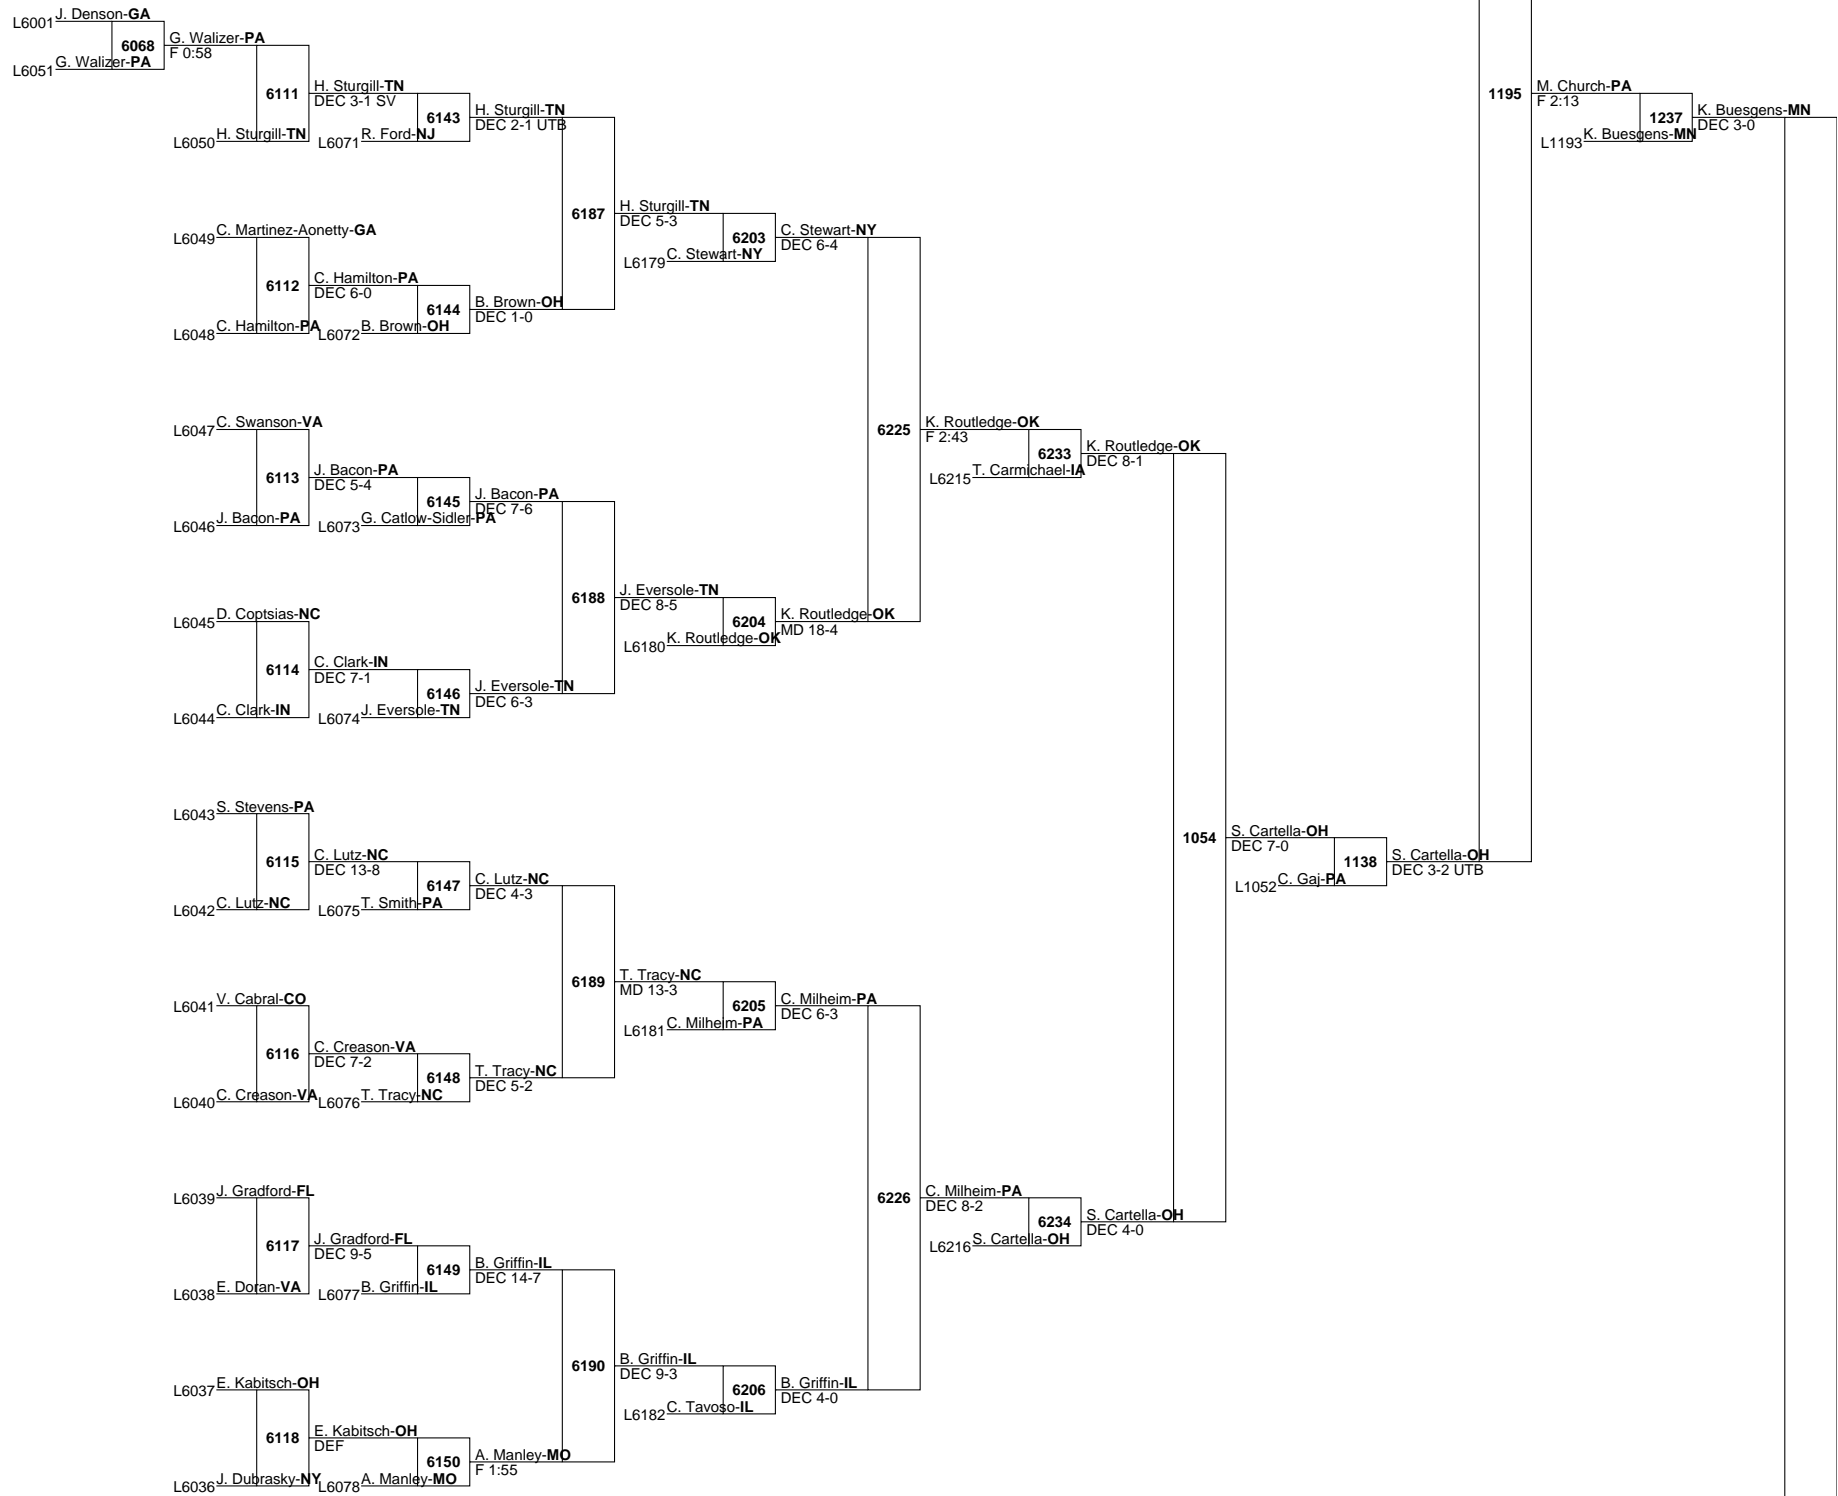 J. Denson-GA
L6001
6068
G. Walizer-PA
F 0:58
G. Walizer-PA
L6051
6111
H. Sturgill-TN
DEC 3-1 SV
H. Sturgill-TN
L6050
6143
R. Ford-NJ
L6071
H. Sturgill-TN
DEC 2-1 UTB
6187
C. Martinez-Aonetty-GA
L6049
6112
C. Hamilton-PA
DEC 6-0
C. Hamilton-PA
L6048
6144
B. Brown-OH
L6072
B. Brown-OH
DEC 1-0
H. Sturgill-TN
DEC 5-3
6203
C. Stewart-NY
L6179
C. Stewart-NY
DEC 6-4
6225
C. Swanson-VA
L6047
6113
J. Bacon-PA
DEC 5-4
J. Bacon-PA
L6046
6145
G. Catlow-Sidler-PA
L6073
J. Bacon-PA
DEC 7-6
6188
D. Coptsias-NC
L6045
6114
C. Clark-IN
DEC 7-1
C. Clark-IN
L6044
6146
J. Eversole-TN
L6074
J. Eversole-TN
DEC 6-3
J. Eversole-TN
DEC 8-5
6204
K. Routledge-OK
L6180
K. Routledge-OK
MD 18-4
K. Routledge-OK
F 2:43
6233
T. Carmichael-IA
L6215
K. Routledge-OK
DEC 8-1
1054
S. Stevens-PA
L6043
6115
C. Lutz-NC
DEC 13-8
C. Lutz-NC
L6042
6147
T. Smith-PA
L6075
C. Lutz-NC
DEC 4-3
6189
V. Cabral-CO
L6041
6116
C. Creason-VA
DEC 7-2
C. Creason-VA
L6040
6148
T. Tracy-NC
L6076
T. Tracy-NC
DEC 5-2
T. Tracy-NC
MD 13-3
6205
C. Milheim-PA
L6181
C. Milheim-PA
DEC 6-3
6226
J. Gradford-FL
L6039
6117
J. Gradford-FL
DEC 9-5
E. Doran-VA
L6038
6149
B. Griffin-IL
L6077
B. Griffin-IL
DEC 14-7
6190
E. Kabitsch-OH
L6037
6118
E. Kabitsch-OH
DEF
J. Dubrasky-NY
L6036
6150
A. Manley-MO
L6078
A. Manley-MO
F 1:55
B. Griffin-IL
DEC 9-3
6206
C. Tavoso-IL
L6182
B. Griffin-IL
DEC 4-0
C. Milheim-PA
DEC 8-2
6234
S. Cartella-OH
L6216
S. Cartella-OH
DEC 4-0
S. Cartella-OH
DEC 7-0
1138
C. Gaj-PA
L1052
S. Cartella-OH
DEC 3-2 UTB
1195
M. Church-PA
F 2:13
1237
K. Buesgens-MN
L1193
K. Buesgens-MN
DEC 3-0